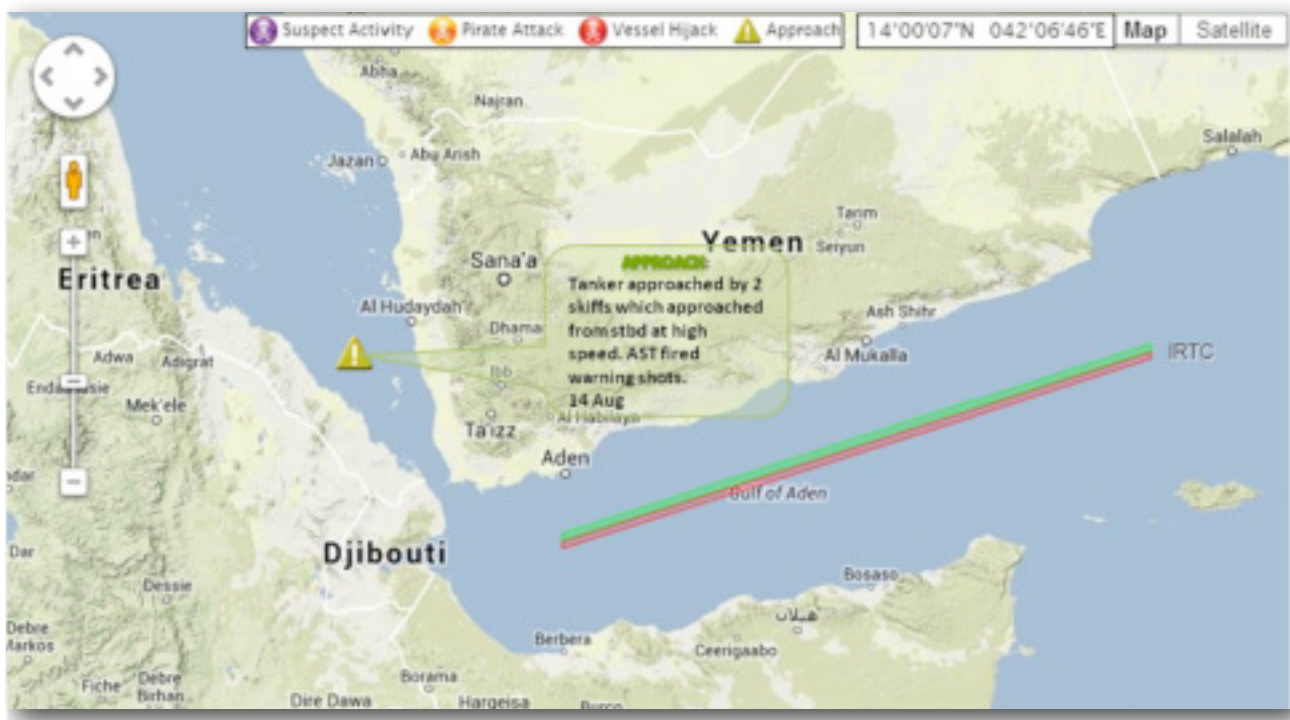 Suspect Activity Pirate Attack Vessel Hijack Approach 14°00'07"N 042°06'46"E Map Satellite
Abha
Najran
Salalah
Jazan Abu Arish
Tarim
Yemen Seiyun
Sana'a
Eritrea
APPROACH:
Tanker approached by 2
skiffs which approached
from stbd at high
speed. AST fired
warning shots.
14 Aug
Al Hudaydah
Ash Shihr
Dhama
Al Mukalla
IRTC
Adwa Adigrat
Ibb
Mek'ele
Ta'izz
Aden
Gulf of Aden
Djibouti
Dar
Dessie
Bosaso
Debre
Markos
هيلان
Berbera
Ceerigaabo
Fiche Debre
Birhan
Borama
Dire Dawa
Hargeisa